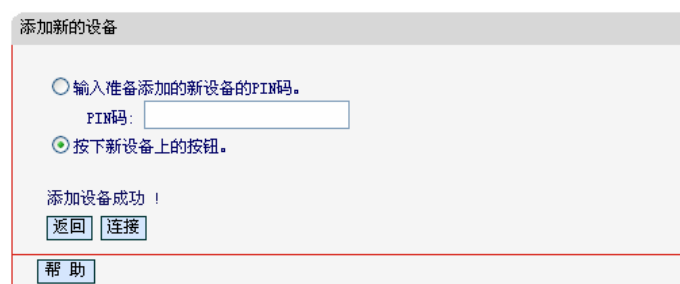 添加新的设备
输入准备添加的新设备的PIN码。
PIN码:
按下新设备上的按钮。
添加设备成功 !
返回 连接
帮 助